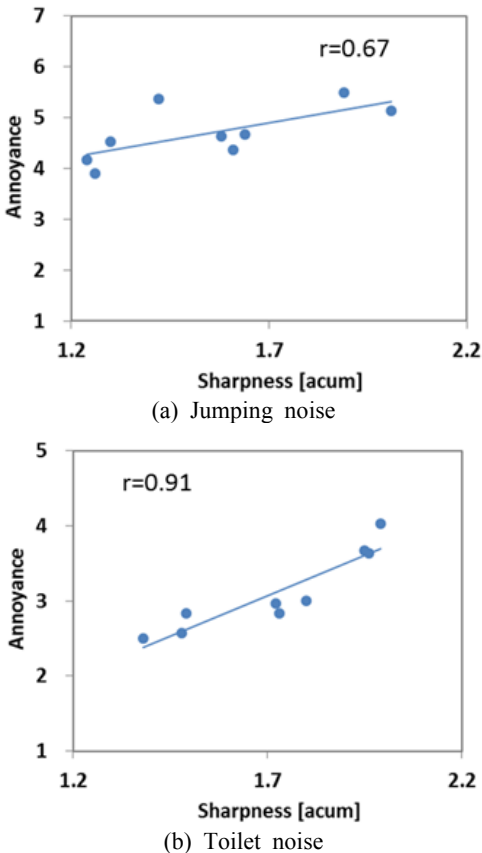 7
r=0.67
6
5
4
3
2
1
Annoyance
1.2 1.7 2.2
Sharpness [acum]
(a) Jumping noise
5
r=0.91
4
3
2
1
Annoyance
1.2 1.7 2.2
Sharpness [acum]
(b) Toilet noise